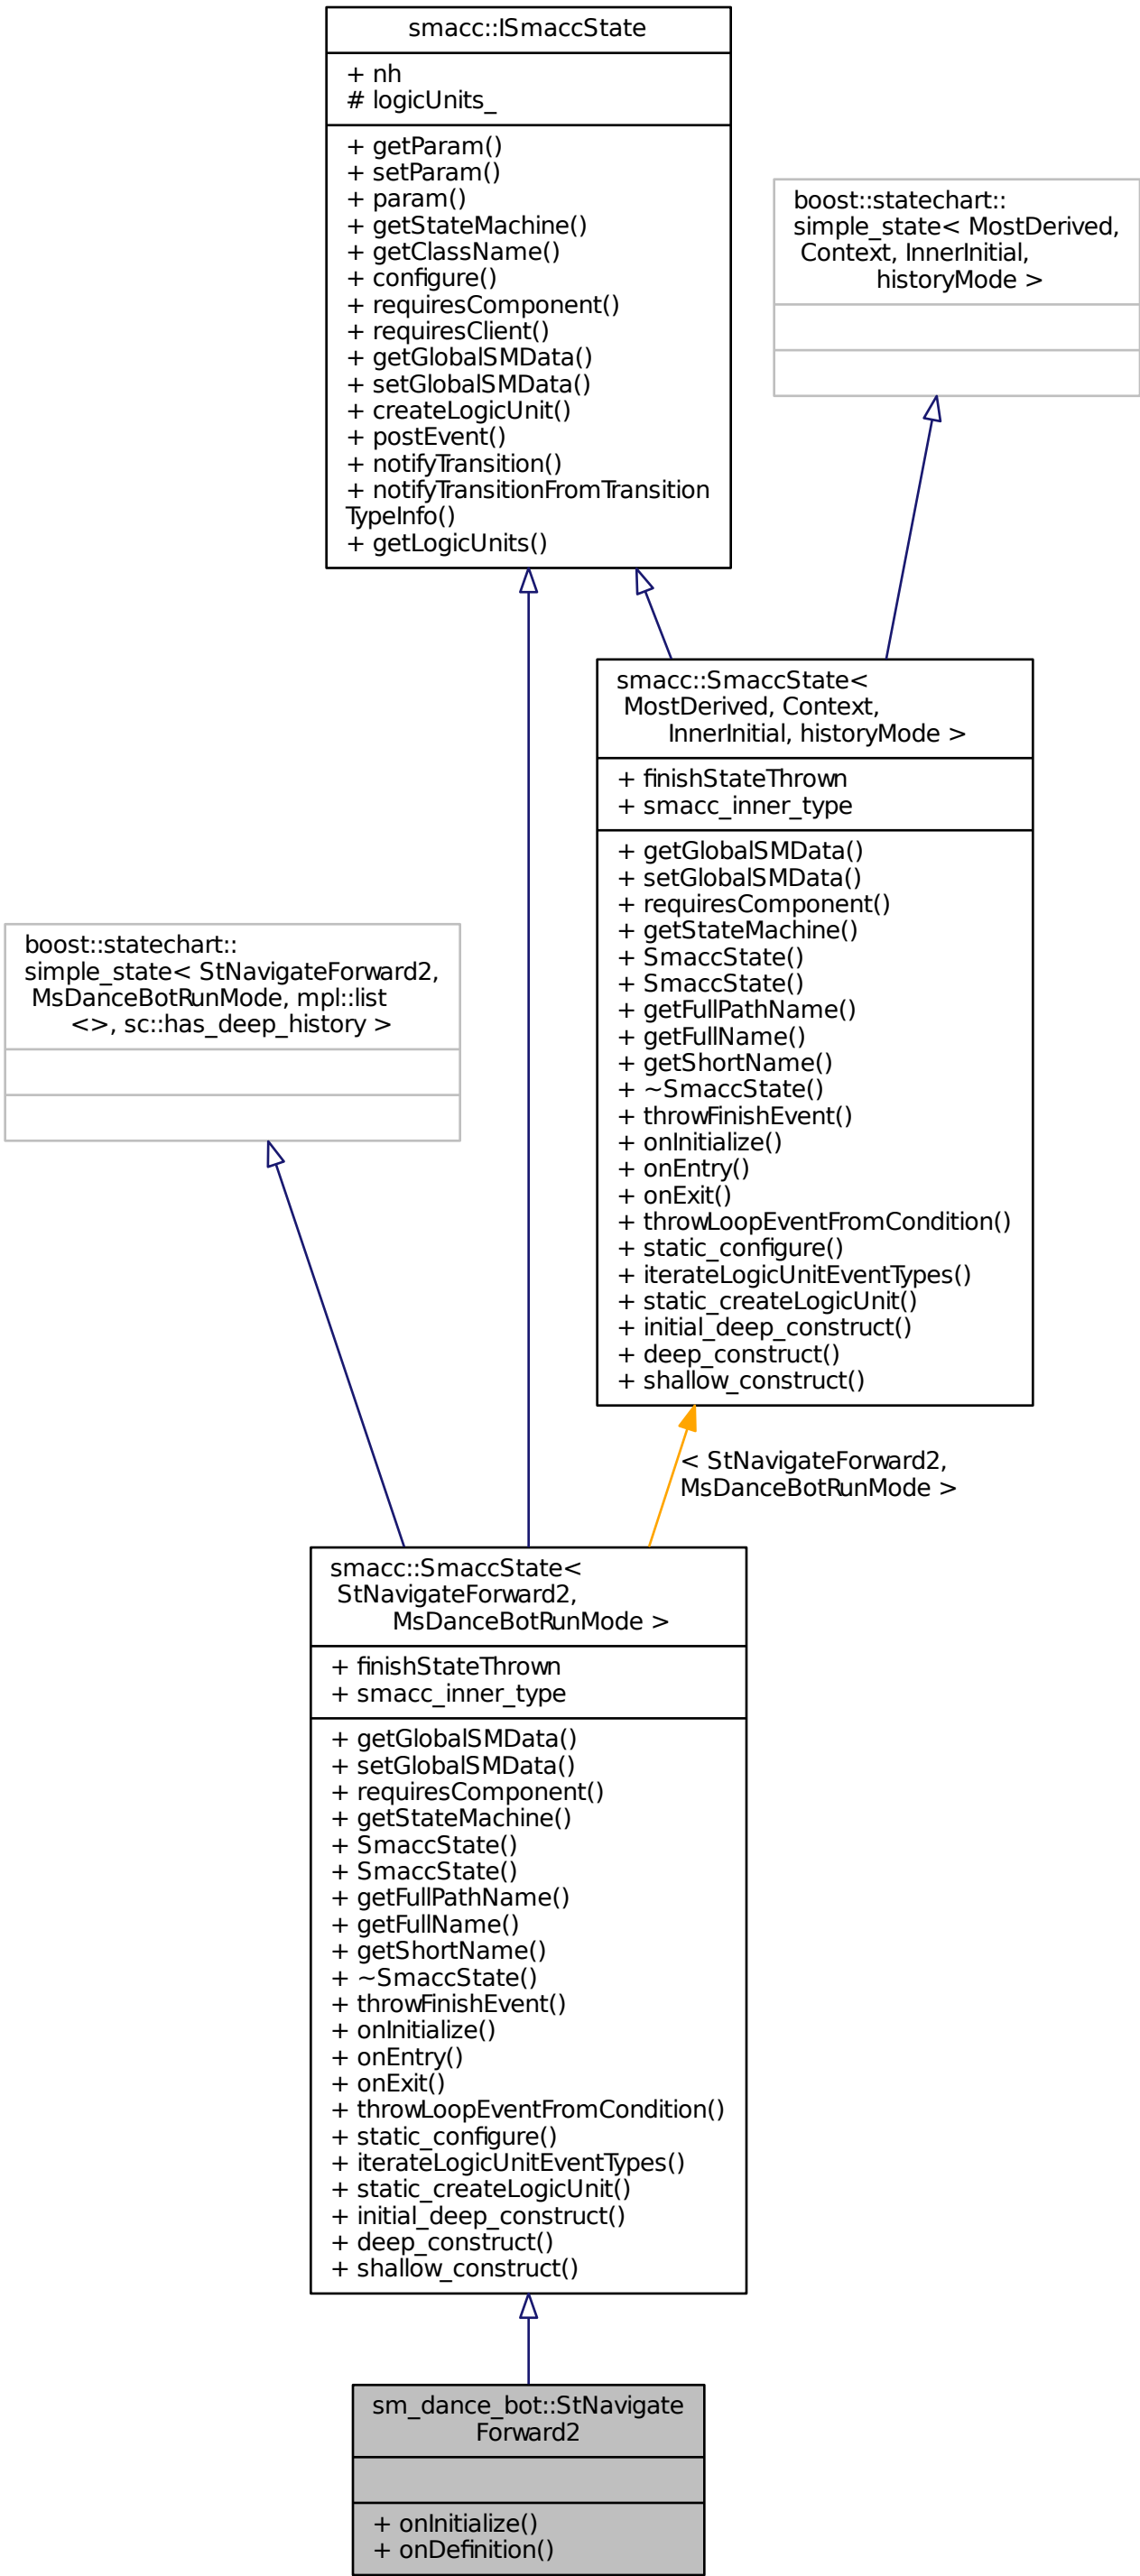 smacc::ISmaccState
+ nh
# logicUnits_
+ getParam()
+ setParam()
+ param()
+ getStateMachine()
+ getClassName()
+ configure()
+ requiresComponent()
+ requiresClient()
+ getGlobalSMData()
+ setGlobalSMData()
+ createLogicUnit()
+ postEvent()
+ notifyTransition()
+ notifyTransitionFromTransition
TypeInfo()
+ getLogicUnits()
boost::statechart::
simple_state< MostDerived,
Context, InnerInitial,
historyMode >
smacc::SmaccState<
MostDerived, Context,
InnerInitial, historyMode >
+ finishStateThrown
+ smacc_inner_type
+ getGlobalSMData()
+ setGlobalSMData()
+ requiresComponent()
+ getStateMachine()
+ SmaccState()
+ SmaccState()
+ getFullPathName()
+ getFullName()
+ getShortName()
+ ~SmaccState()
+ throwFinishEvent()
+ onInitialize()
+ onEntry()
+ onExit()
+ throwLoopEventFromCondition()
+ static_configure()
+ iterateLogicUnitEventTypes()
+ static_createLogicUnit()
+ initial_deep_construct()
+ deep_construct()
+ shallow_construct()
boost::statechart::
simple_state< StNavigateForward2,
MsDanceBotRunMode, mpl::list
<>, sc::has_deep_history >
< StNavigateForward2,
MsDanceBotRunMode >
smacc::SmaccState<
StNavigateForward2,
MsDanceBotRunMode >
+ finishStateThrown
+ smacc_inner_type
+ getGlobalSMData()
+ setGlobalSMData()
+ requiresComponent()
+ getStateMachine()
+ SmaccState()
+ SmaccState()
+ getFullPathName()
+ getFullName()
+ getShortName()
+ ~SmaccState()
+ throwFinishEvent()
+ onInitialize()
+ onEntry()
+ onExit()
+ throwLoopEventFromCondition()
+ static_configure()
+ iterateLogicUnitEventTypes()
+ static_createLogicUnit()
+ initial_deep_construct()
+ deep_construct()
+ shallow_construct()
sm_dance_bot::StNavigate
Forward2
+ onInitialize()
+ onDefinition()